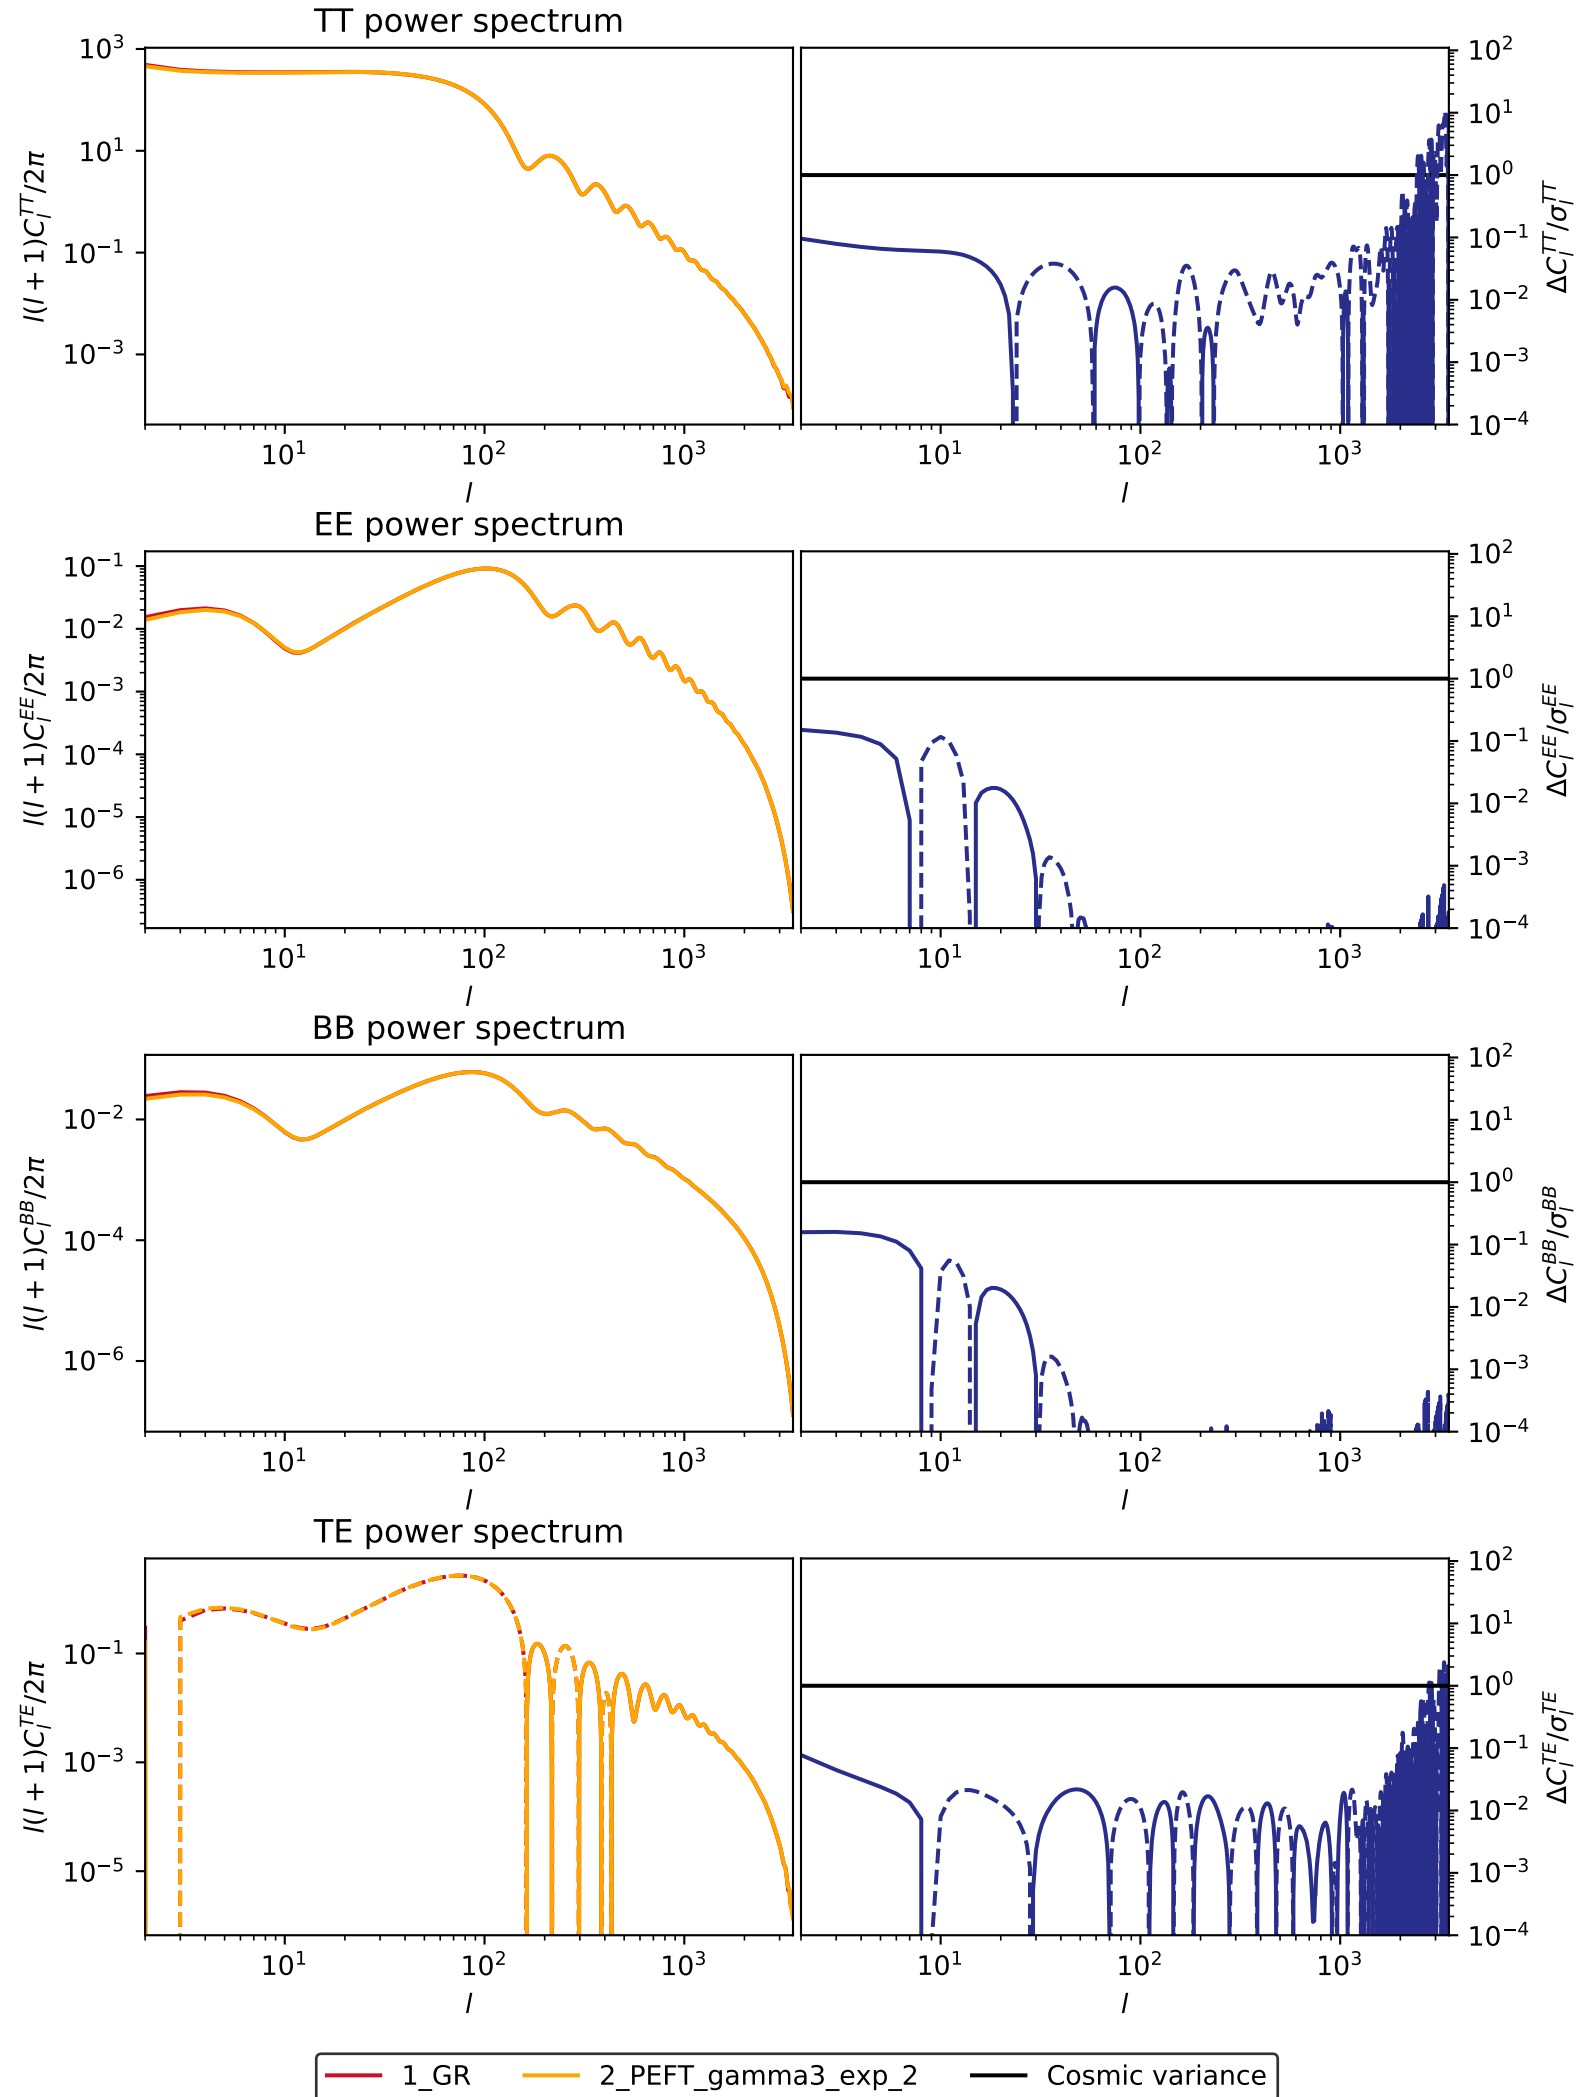 TT power spectrum
10^3
10^1
10^-1
10^-3
l(l + 1)C_l^{TT}/2π
10^1 10^2 10^3
l
10^2
10^1
10^0
10^-1
10^-2
10^-3
10^-4
ΔC_l^{TT}/σ_l^{TT}
10^1 10^2 10^3
l
EE power spectrum
10^-1
10^-2
10^-3
10^-4
10^-5
10^-6
l(l + 1)C_l^{EE}/2π
10^1 10^2 10^3
l
10^2
10^1
10^0
10^-1
10^-2
10^-3
10^-4
ΔC_l^{EE}/σ_l^{EE}
10^1 10^2 10^3
l
BB power spectrum
10^-2
10^-4
10^-6
l(l + 1)C_l^{BB}/2π
10^1 10^2 10^3
l
10^2
10^1
10^0
10^-1
10^-2
10^-3
10^-4
ΔC_l^{BB}/σ_l^{BB}
10^1 10^2 10^3
l
TE power spectrum
10^-1
10^-3
10^-5
l(l + 1)C_l^{TE}/2π
10^1 10^2 10^3
l
10^2
10^1
10^0
10^-1
10^-2
10^-3
10^-4
ΔC_l^{TE}/σ_l^{TE}
10^1 10^2 10^3
l
1_GR 2_PEFT_gamma3_exp_2 Cosmic variance